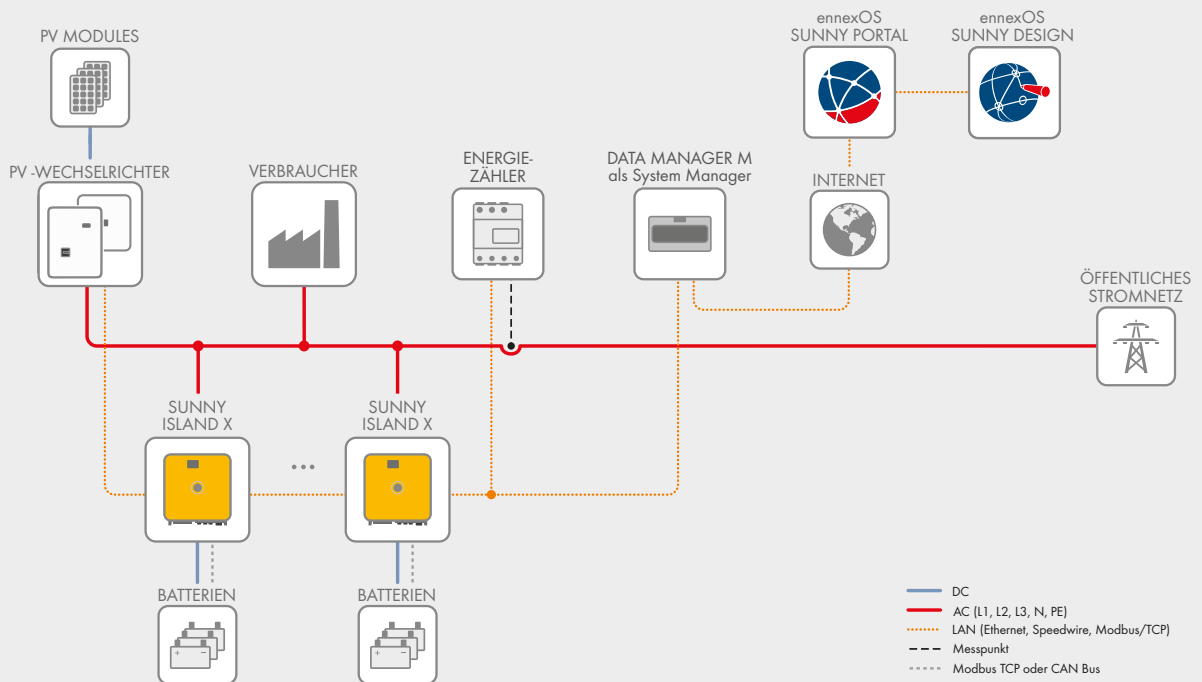 PV MODULES
ennexOS
SUNNY PORTAL
ennexOS
SUNNY DESIGN
PV -WECHSELRICHTER
VERBRAUCHER
ENERGIE-
ZÄHLER
DATA MANAGER M
als System Manager
INTERNET
ÖFFENTLICHES
STROMNETZ
SUNNY
ISLAND X
SUNNY
ISLAND X
BATTERIEN
BATTERIEN
DC
AC (L1, L2, L3, N, PE)
LAN (Ethernet, Speedwire, Modbus/TCP)
Messpunkt
Modbus TCP oder CAN Bus